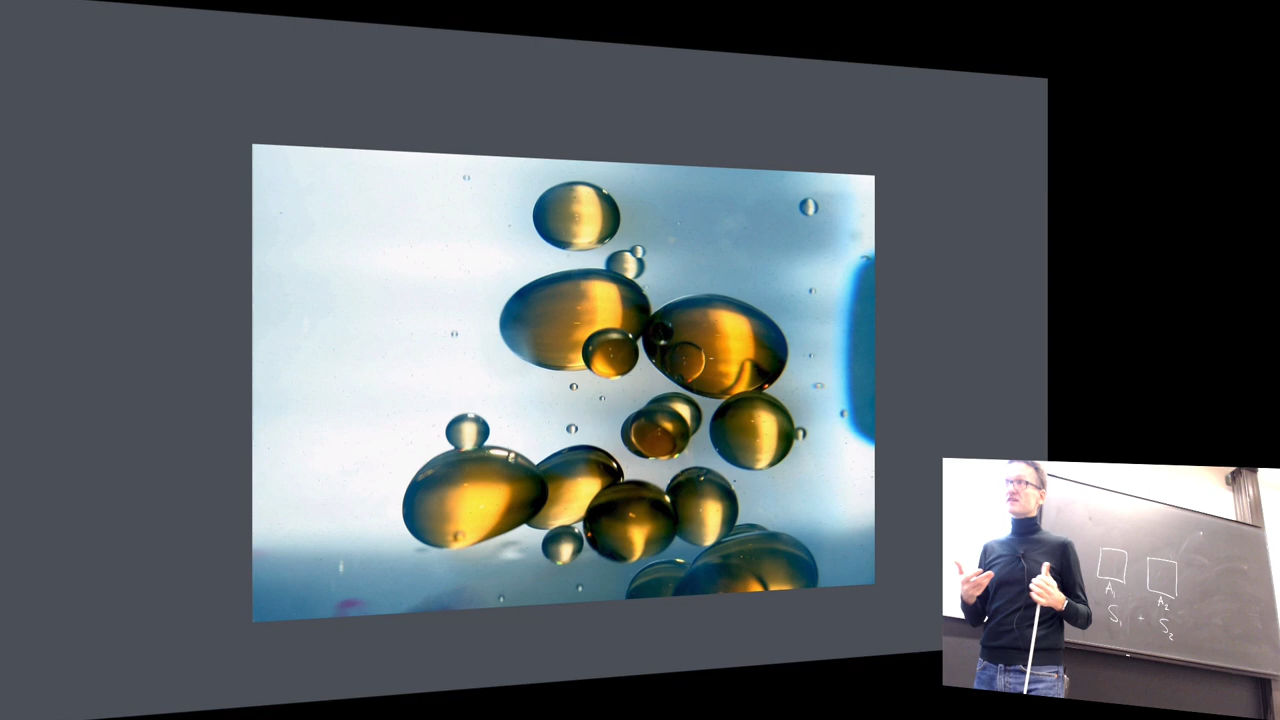 A₁ A₂
S₁ + S₂